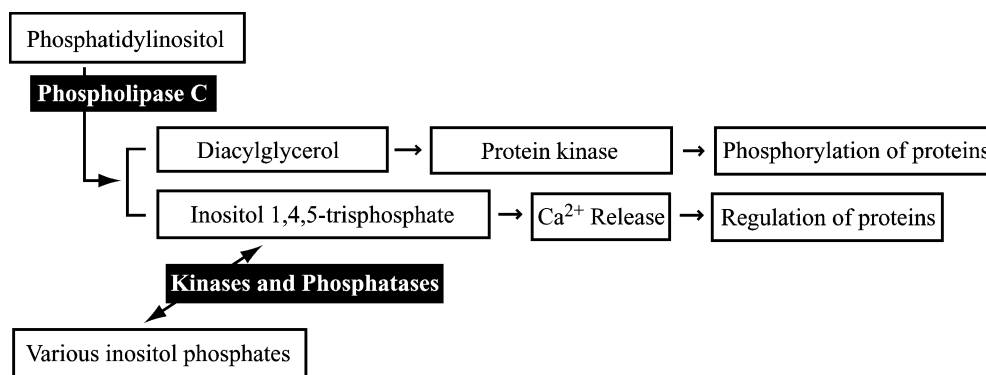 Phosphatidylinositol
Phospholipase C
Diacylglycerol → Protein kinase → Phosphorylation of proteins
Inositol 1,4,5-trisphosphate → Ca²⁺ Release → Regulation of proteins
Kinases and Phosphatases
Various inositol phosphates